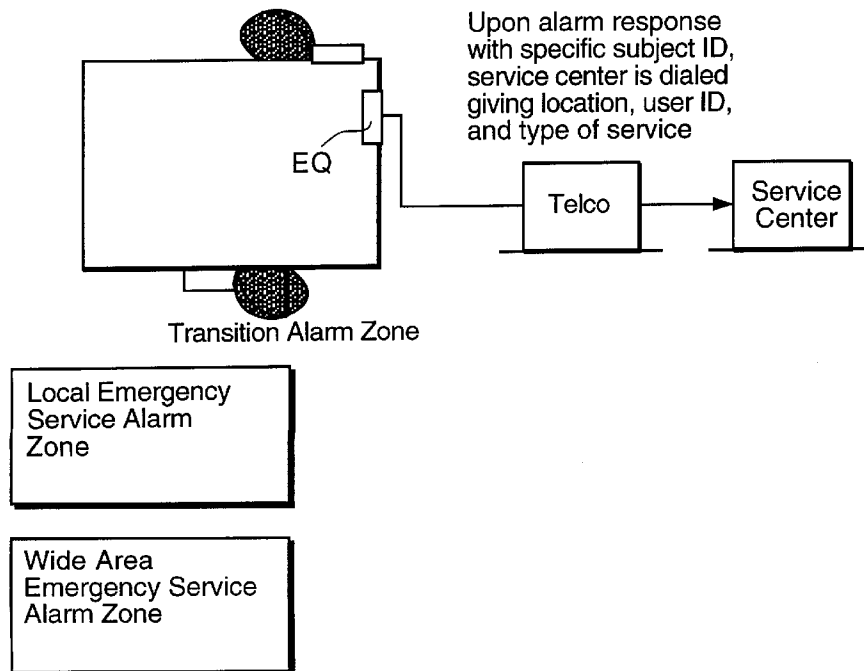 Upon alarm response
with specific subject ID,
service center is dialed
giving location, user ID,
and type of service
EQ
Telco
Service
Center
Transition Alarm Zone
Local Emergency
Service Alarm
Zone
Wide Area
Emergency Service
Alarm Zone